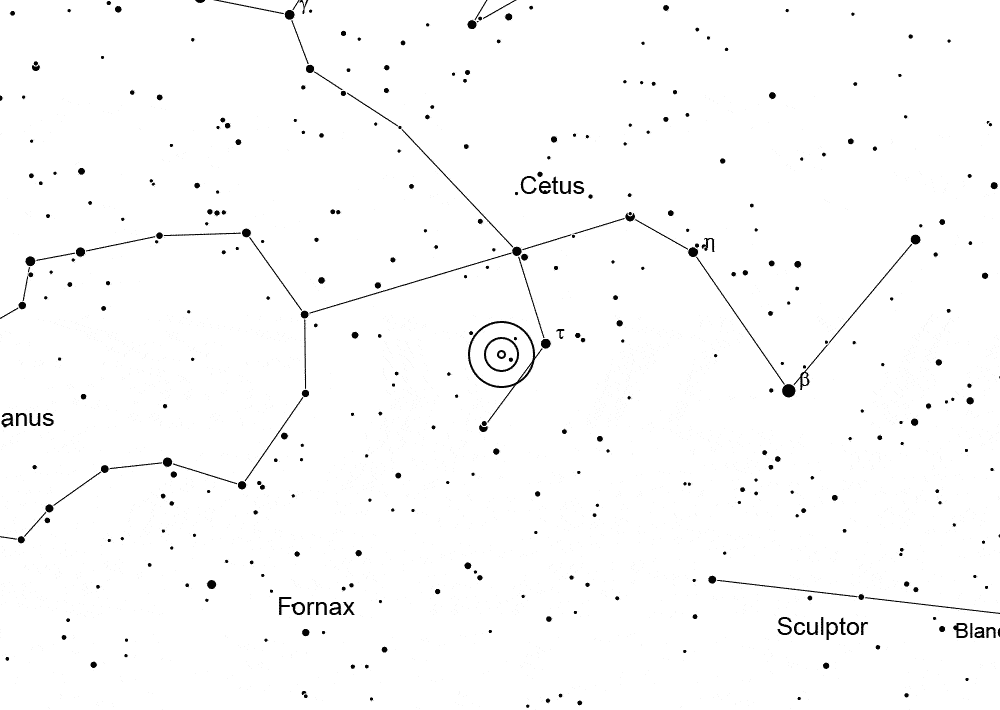 γ
Cetus
η
τ
β
anus
Fornax
Sculptor
Blanc